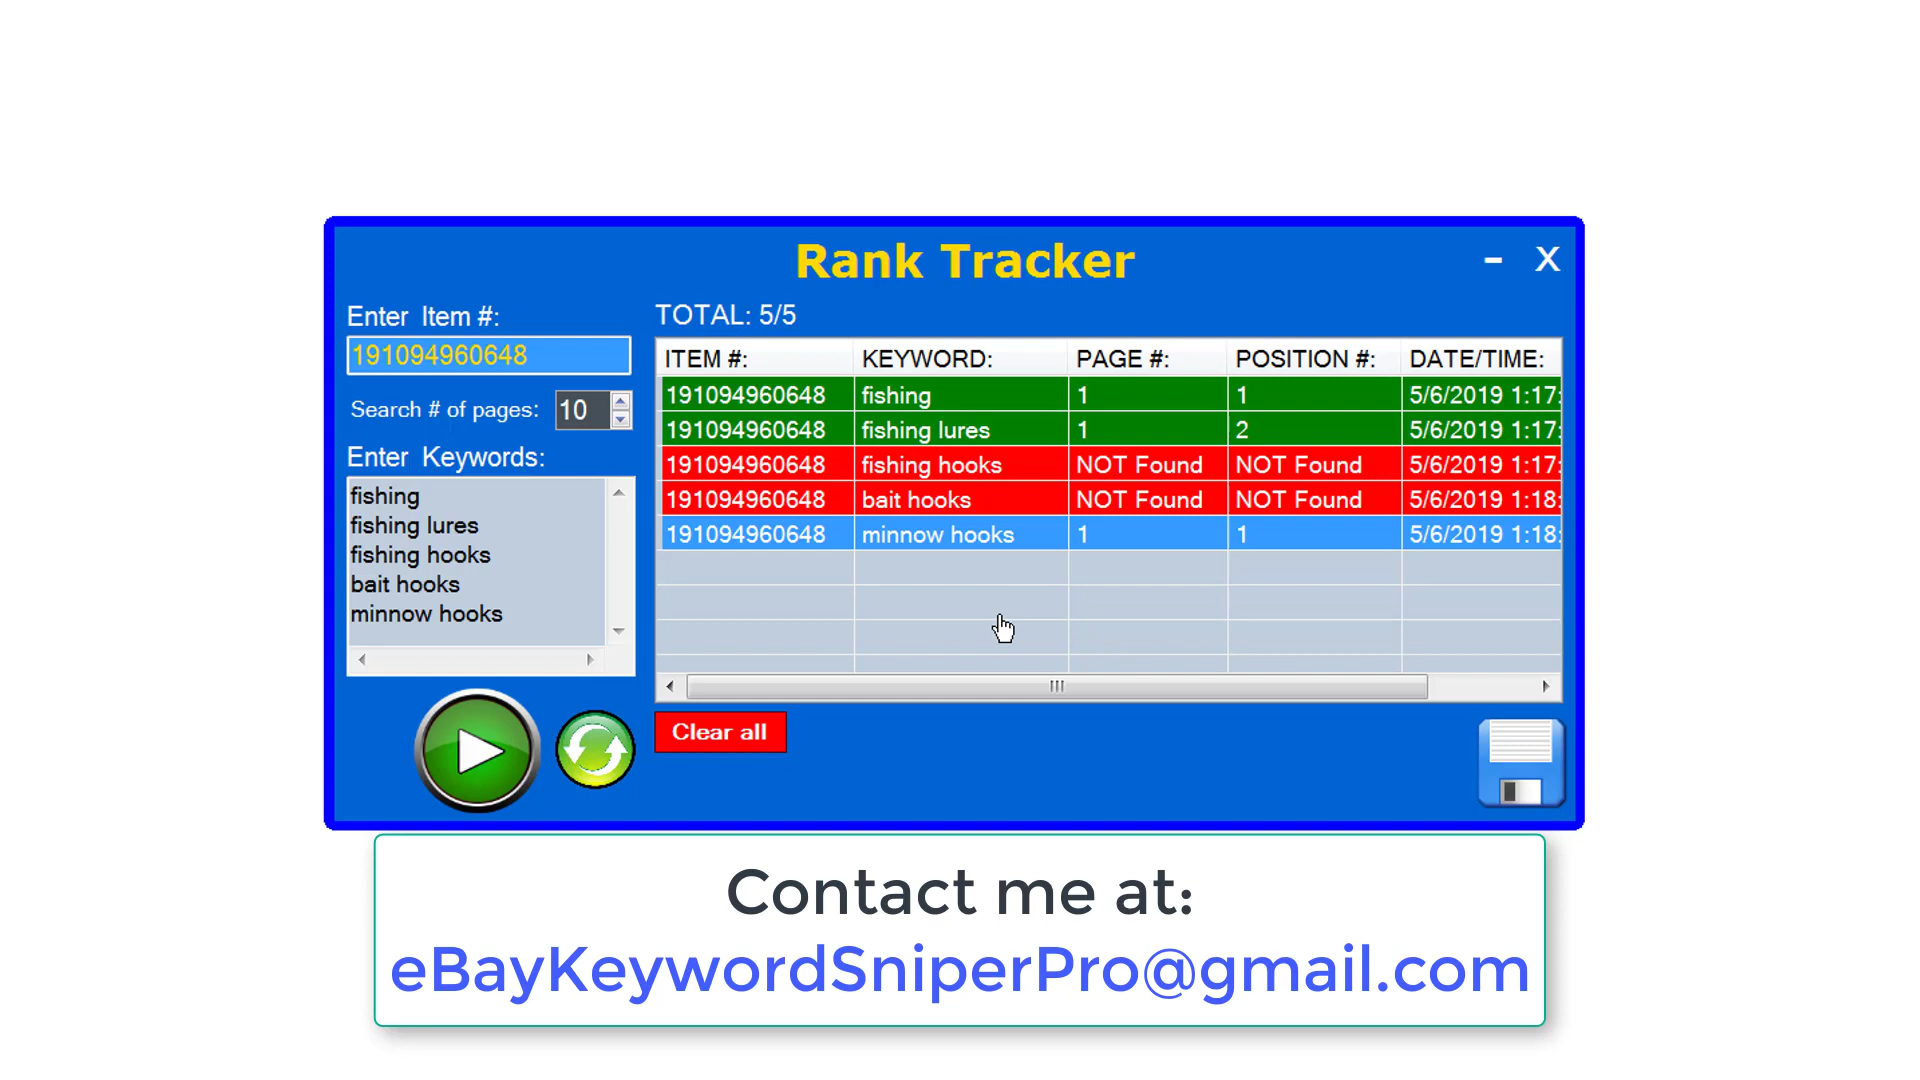 Rank Tracker
- X
Enter Item #:
191094960648
Search # of pages: 10
Enter Keywords:
fishing
fishing lures
fishing hooks
bait hooks
minnow hooks
TOTAL: 5/5
ITEM #: KEYWORD: PAGE #: POSITION #: DATE/TIME:
191094960648 fishing 1 1 5/6/2019 1:17:
191094960648 fishing lures 1 2 5/6/2019 1:17:
191094960648 fishing hooks NOT Found NOT Found 5/6/2019 1:17:
191094960648 bait hooks NOT Found NOT Found 5/6/2019 1:18:
191094960648 minnow hooks 1 1 5/6/2019 1:18:
Clear all
Contact me at:
eBayKeywordSniperPro@gmail.com